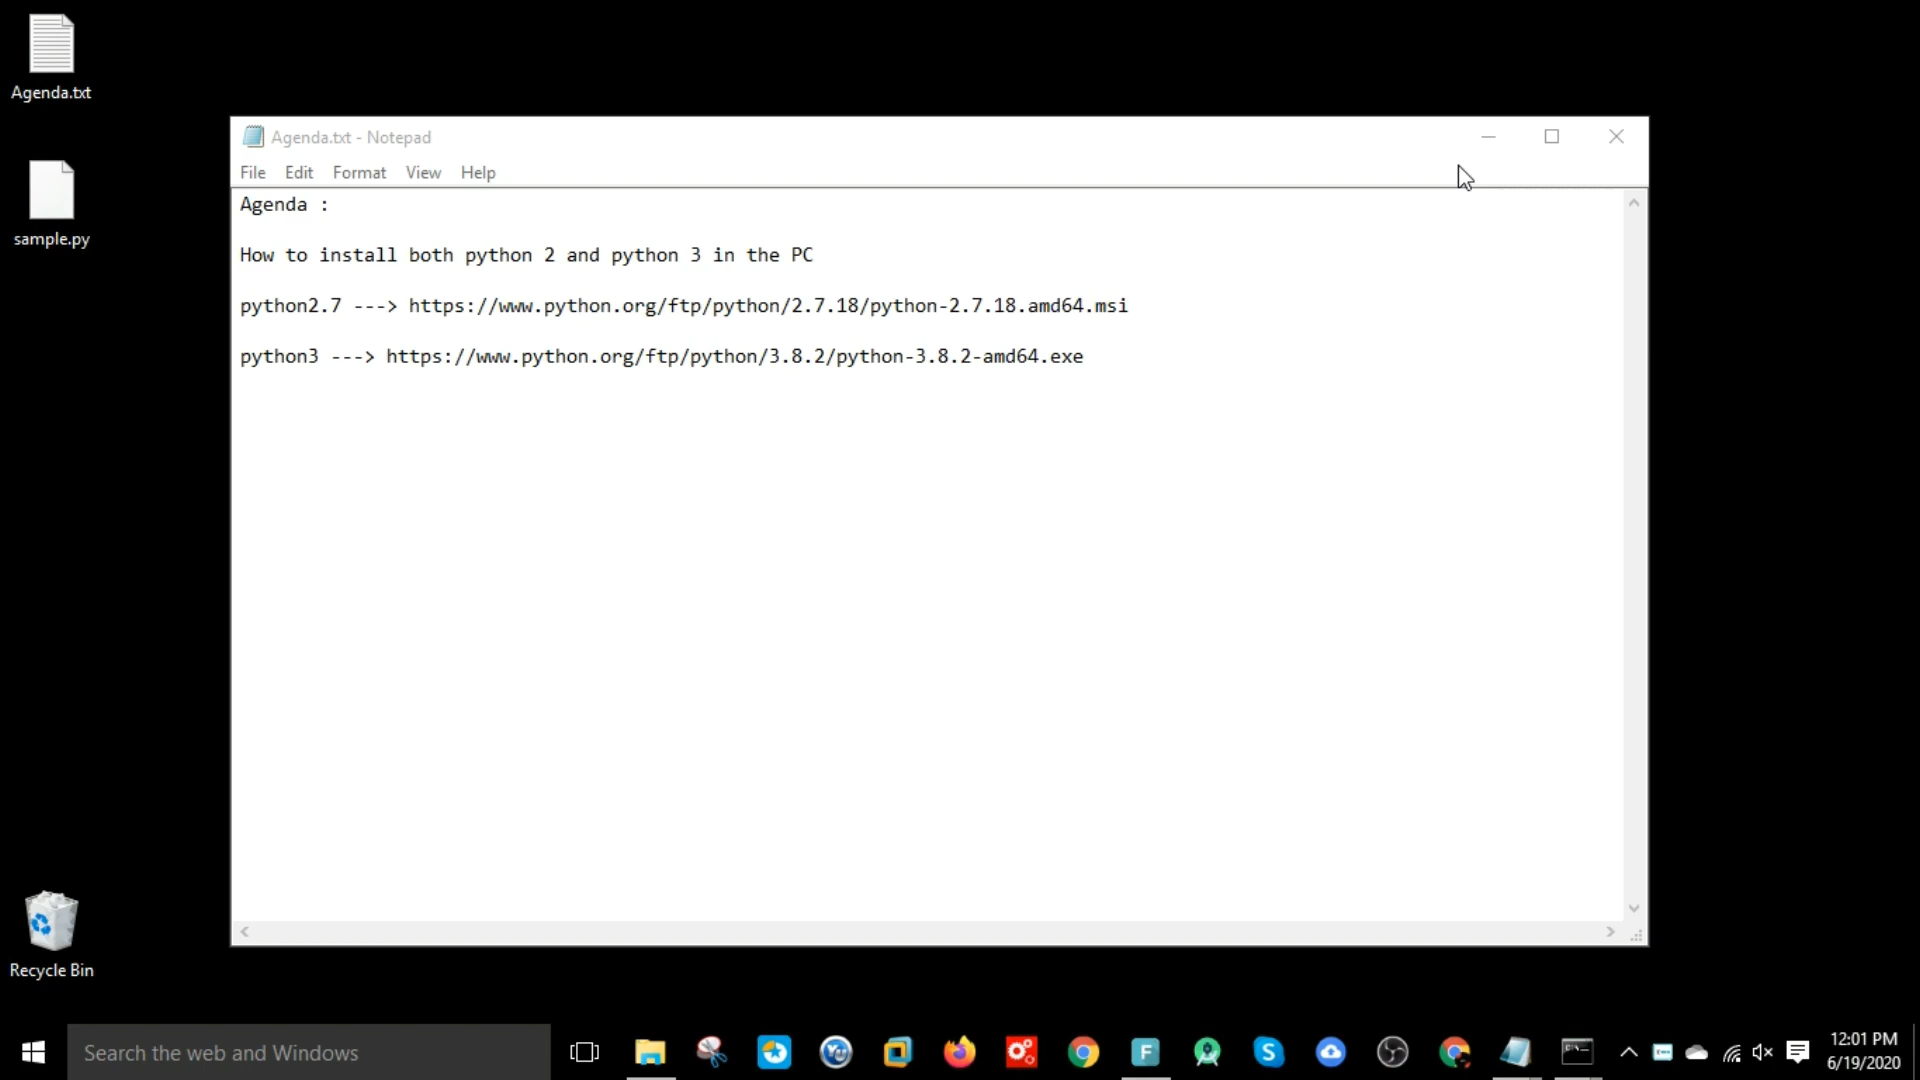 Agenda.txt
sample.py
Agenda.txt - Notepad
File Edit Format View Help
Agenda :
How to install both python 2 and python 3 in the PC
python2.7 ---> https://www.python.org/ftp/python/2.7.18/python-2.7.18.amd64.msi
python3 ---> https://www.python.org/ftp/python/3.8.2/python-3.8.2-amd64.exe
Recycle Bin
Search the web and Windows
F
S
12:01 PM
6/19/2020